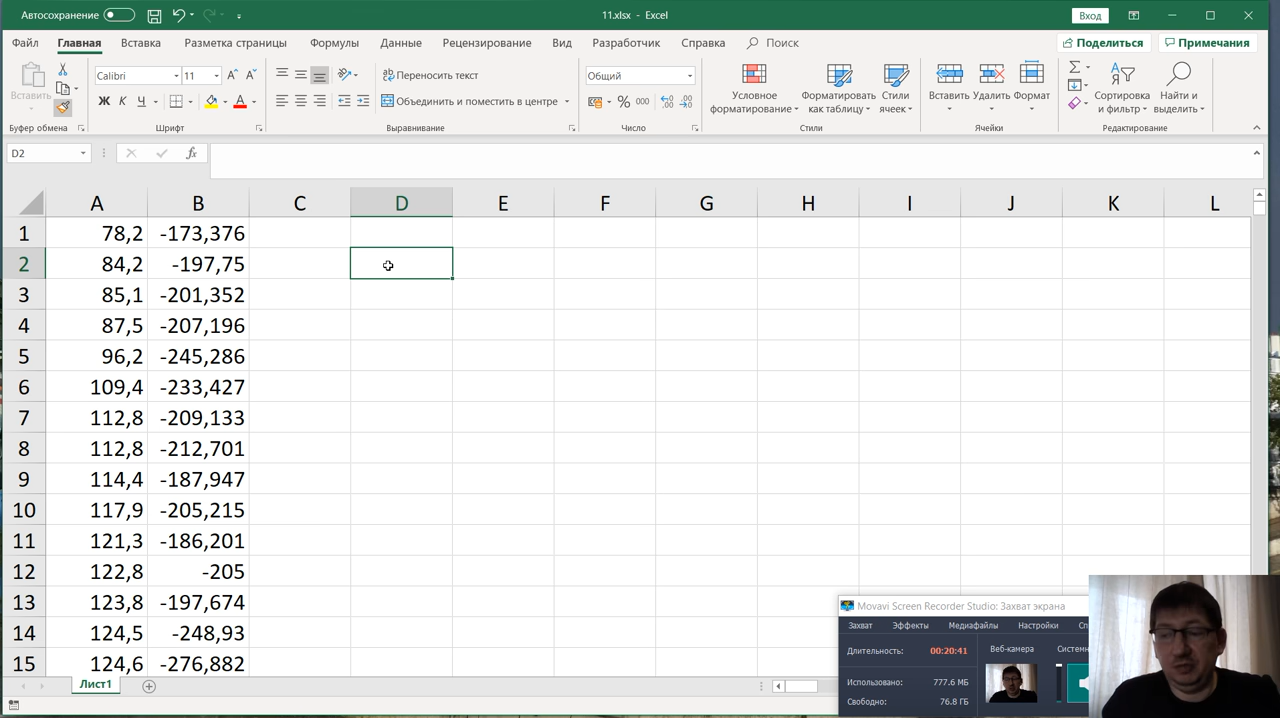 Автосохранение
11.xlsx - Excel
Вход
Файл Главная Вставка Разметка страницы Формулы Данные Рецензирование Вид Разработчик Справка Поиск Поделиться Примечания
Вставить
Calibri 11
Ж К Ч
Переносить текст
Объединить и поместить в центре
Общий
% 000
Условное форматирование
Форматировать как таблицу
Стили ячеек
Вставить Удалить Формат
Сортировка и фильтр
Найти и выделить
Буфер обмена Шрифт Выравнивание Число Стили Ячейки Редактирование
D2 fx
A B C D E F G H I J K L
1 78,2 -173,376
2 84,2 -197,75
3 85,1 -201,352
4 87,5 -207,196
5 96,2 -245,286
6 109,4 -233,427
7 112,8 -209,133
8 112,8 -212,701
9 114,4 -187,947
10 117,9 -205,215
11 121,3 -186,201
12 122,8 -205
13 123,8 -197,674
14 124,5 -248,93
15 124,6 -276,882
Лист1
Movavi Screen Recorder Studio: Захват экрана
Захват Эффекты Медиафайлы Настройки
Длительность: 00:20:41
Веб-камера
Использовано: 777.6 МБ
Свободно: 76.8 ГБ